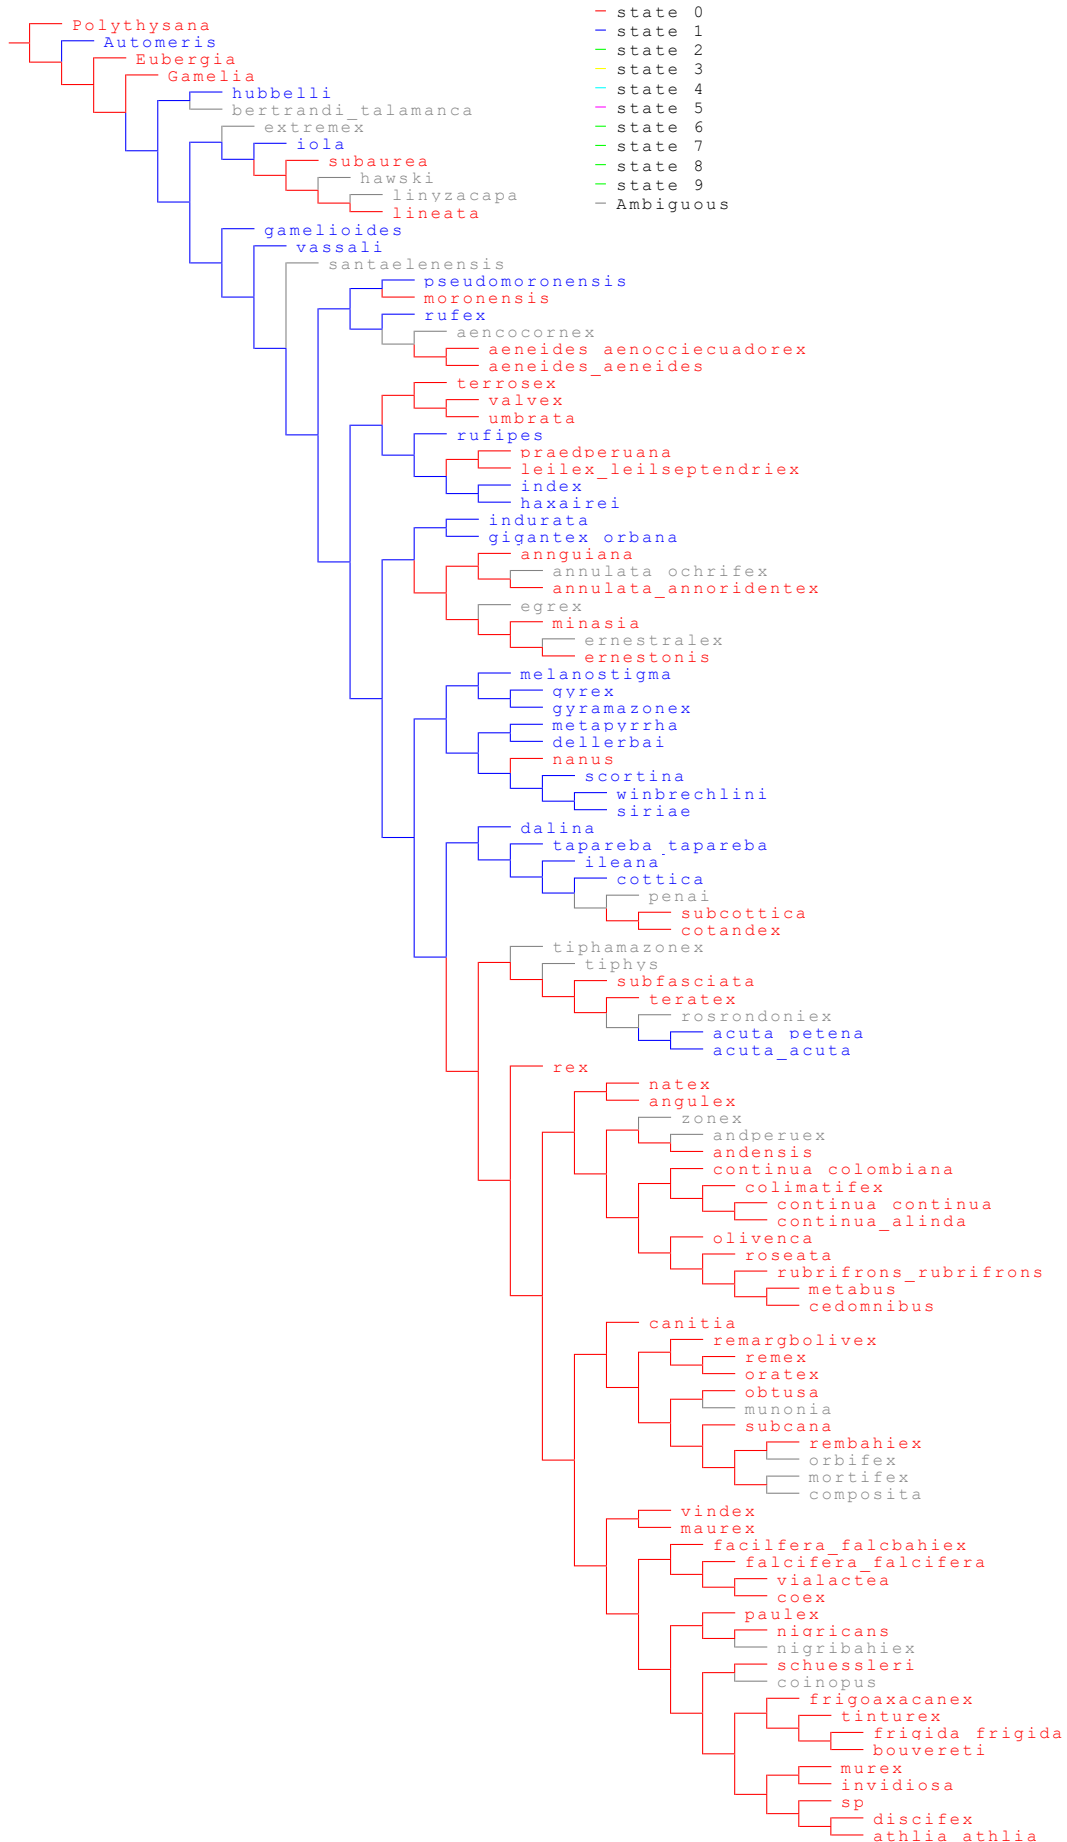 state 0
Polythysana
state 1
Automeris
state 2
Eubergia
state 3
Gamelia
state 4
hubbelli
state 5
bertrandi_talamanca
state 6
extremex
state 7
iola
state 8
subaurea
state 9
hawski
Ambiguous
linyzacapa
lineata
gamelioides
vassali
santaelenensis
pseudomoronensis
moronensis
rufex
aencocornex
aeneides_aenocciecuadorex
aeneides_aeneides
terrosex
valvex
umbrata
rufipes
praedperuana
leilex_leilseptendriex
index
haxairei
indurata
gigantex_orbana
annguiana
annulata_ochrifex
annulata_annoridentex
egrex
minasia
ernestralex
ernestonis
melanostigma
gyrex
gyramazonex
metapyrrha
dellerbai
nanus
scortina
winbrechlini
siriae
dalina
tapareba_tapareba
ileana
cottica
penai
subcottica
cotandex
tiphamazonex
tiphys
subfasciata
teratex
rosrondoniex
acuta_petena
acuta_acuta
rex
natex
angulex
zonex
andperuex
andensis
continua_colombiana
colimatifex
continua_continua
continua_alinda
olivenca
roseata
rubrifrons_rubrifrons
metabus
cedomnibus
canitia
remargbolivex
remex
oratex
obtusa
munonia
subcana
rembahiex
orbifex
mortifex
composita
vindex
maurex
facilfera_falcbahiex
falcifera_falcifera
vialactea
coex
paulex
nigricans
nigribahiex
schuessleri
coinopus
frigoaxacanex
tinturex
frigida_frigida
bouvereti
murex
invidiosa
sp
discifex
athlia_athlia